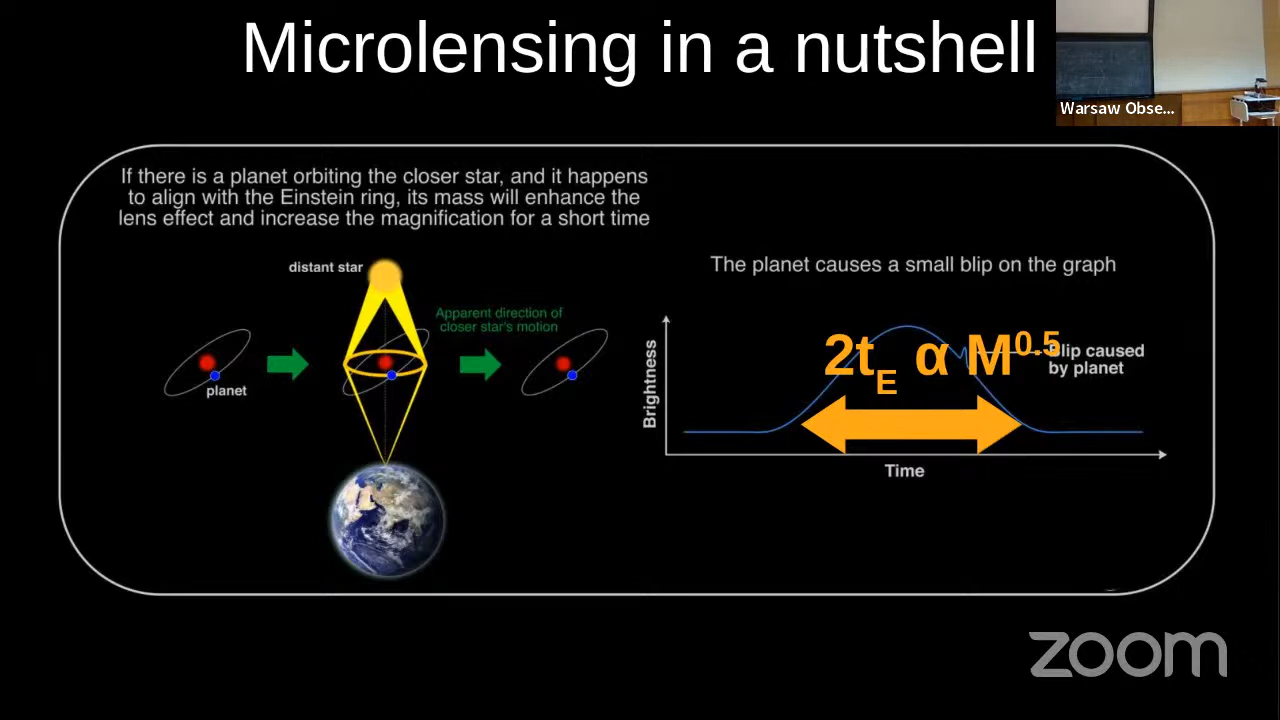 Microlensing in a nutshell
Warsaw Obse...
If there is a planet orbiting the closer star, and it happens
to align with the Einstein ring, its mass will enhance the
lens effect and increase the magnification for a short time
distant star
Apparent direction of
closer star's motion
planet
The planet causes a small blip on the graph
2tE α M0.5
Blip caused
by planet
Brightness
Time
zoom